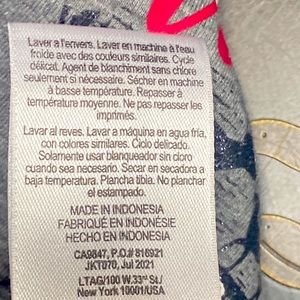 Laver a l'envers. Laver en machine à l'eau
froide avec des couleurs similaires. Cycle
délicat. Agent de blanchiment sans chlore
seulement si nécessaire. Sécher en machine
à basse température. Repasser à
température moyenne. Ne pas repasser les
imprimés.
Lavar al reves. Lavar a máquina en agua fria,
con colores similares. Ciclo delicado.
Solamente usar blanqueador sin cloro
cuando sea necesario. Secar en secadora a
baja temperatura. Plancha tibia. No planchar
el estampado.
MADE IN INDONESIA
FABRIQUÉ EN INDONÉSIE
HECHO EN INDONESIA
CA9847, P.O.# 816921
JKT070, Jul 2021
LTAG/100 W.33rd St./
New York 10001/USA